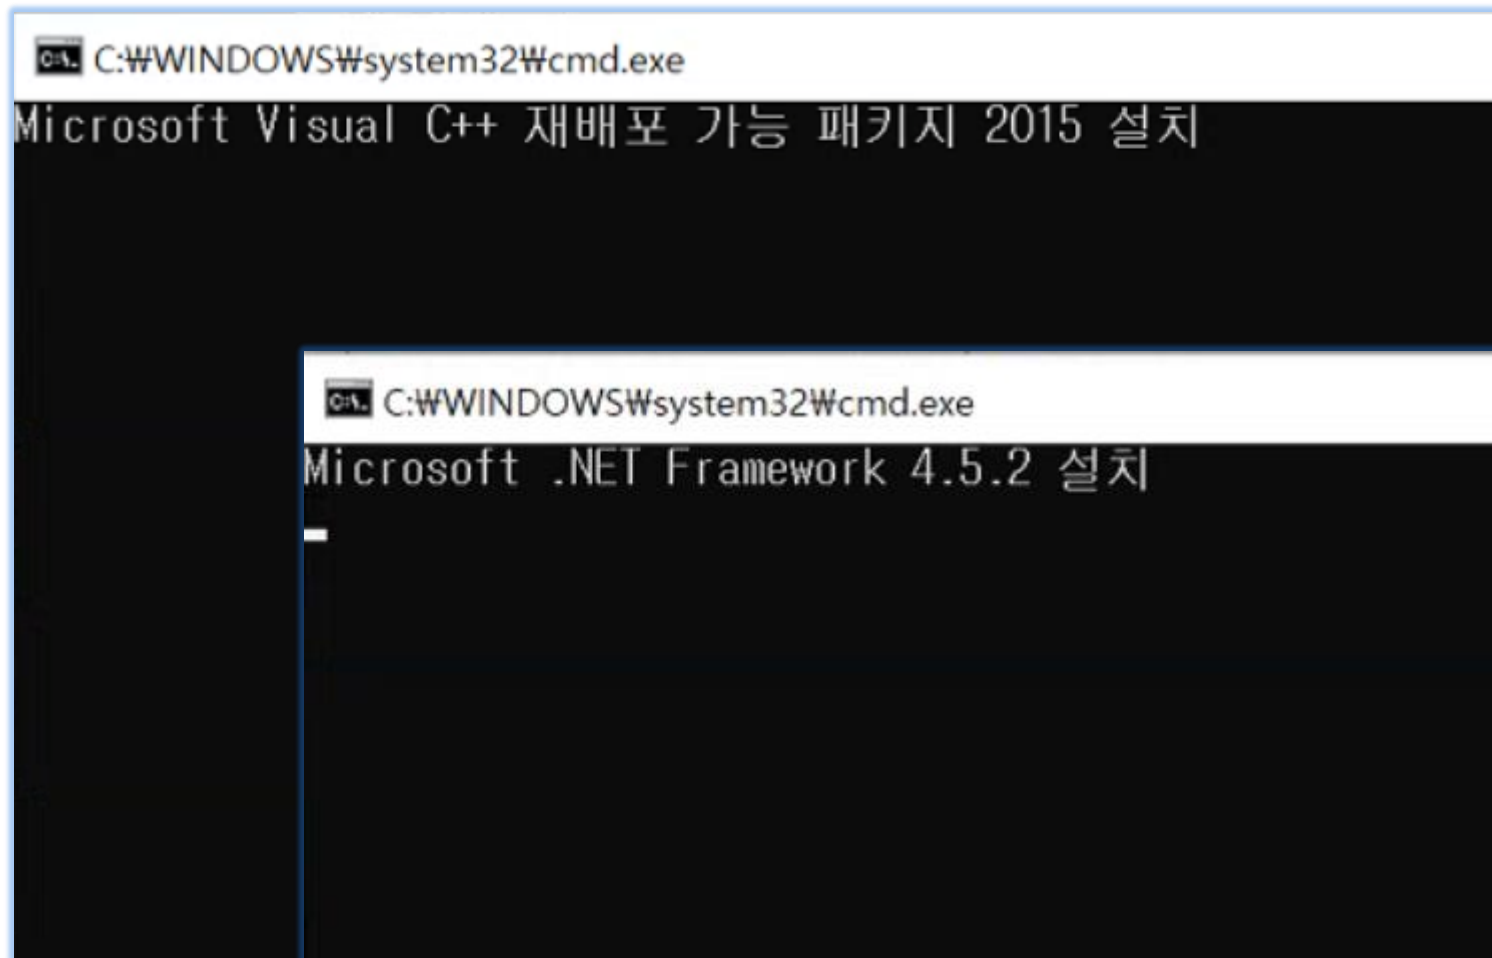 C:₩WINDOWS₩system32₩cmd.exe
Microsoft Visual C++ 재배포 가능 패키지 2015 설치
C:₩WINDOWS₩system32₩cmd.exe
Microsoft .NET Framework 4.5.2 설치